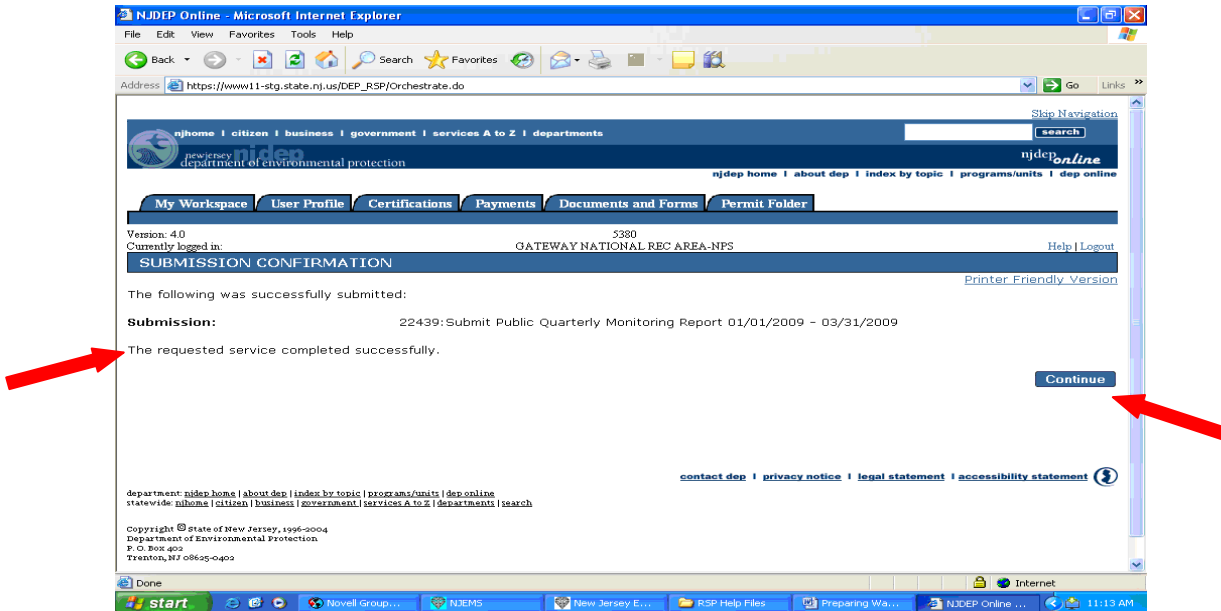 NJDEP Online - Microsoft Internet Explorer
File Edit View Favorites Tools Help
Back Search Favorites
Address https://www11-stg.state.nj.us/DEP_RSP/Orchestrate.do Go Links »
Skip Navigation
njhome | citizen | business | government | services A to Z | departments search
newjersey njdep
department of environmental protection njdeponline
njdep home | about dep | index by topic | programs/units | dep online
My Workspace User Profile Certifications Payments Documents and Forms Permit Folder
Version: 4.0 5380
Currently logged in: GATEWAY NATIONAL REC AREA-NPS Help | Logout
SUBMISSION CONFIRMATION
Printer Friendly Version
The following was successfully submitted:
Submission: 22439:Submit Public Quarterly Monitoring Report 01/01/2009 - 03/31/2009
The requested service completed successfully.
Continue
contact dep | privacy notice | legal statement | accessibility statement
department: njdep home | about dep | index by topic | programs/units | dep online
statewide: njhome | citizen | business | government | services A to Z | departments | search
Copyright © State of New Jersey, 1996-2004
Department of Environmental Protection
P. O. Box 402
Trenton, NJ 08625-0402
Done Internet
start Novell Group... NJEMS New Jersey E... RSP Help Files Preparing Wa... NJDEP Online ... 11:13 AM